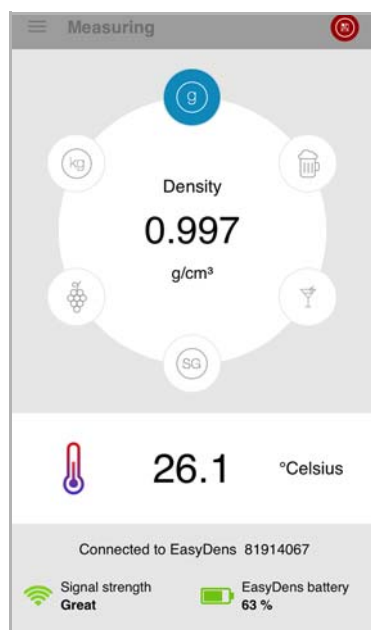 Measuring
g
kg
Density
0.997
g/cm³
SG
26.1 °Celsius
Connected to EasyDens 81914067
Signal strength
Great
EasyDens battery
63 %